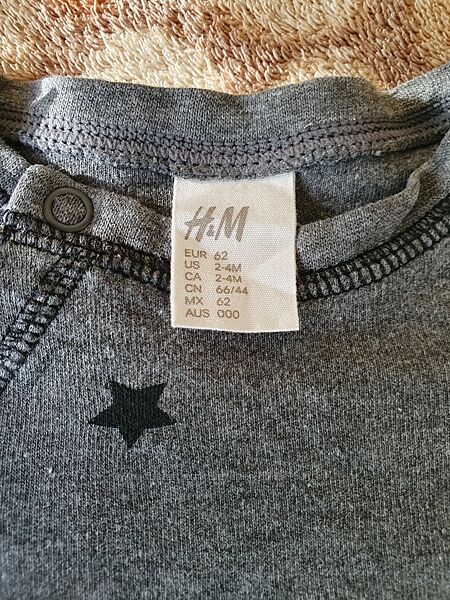 H&M
EUR 62
US 2-4M
CA 2-4M
CN 66/44
MX 62
AUS 000